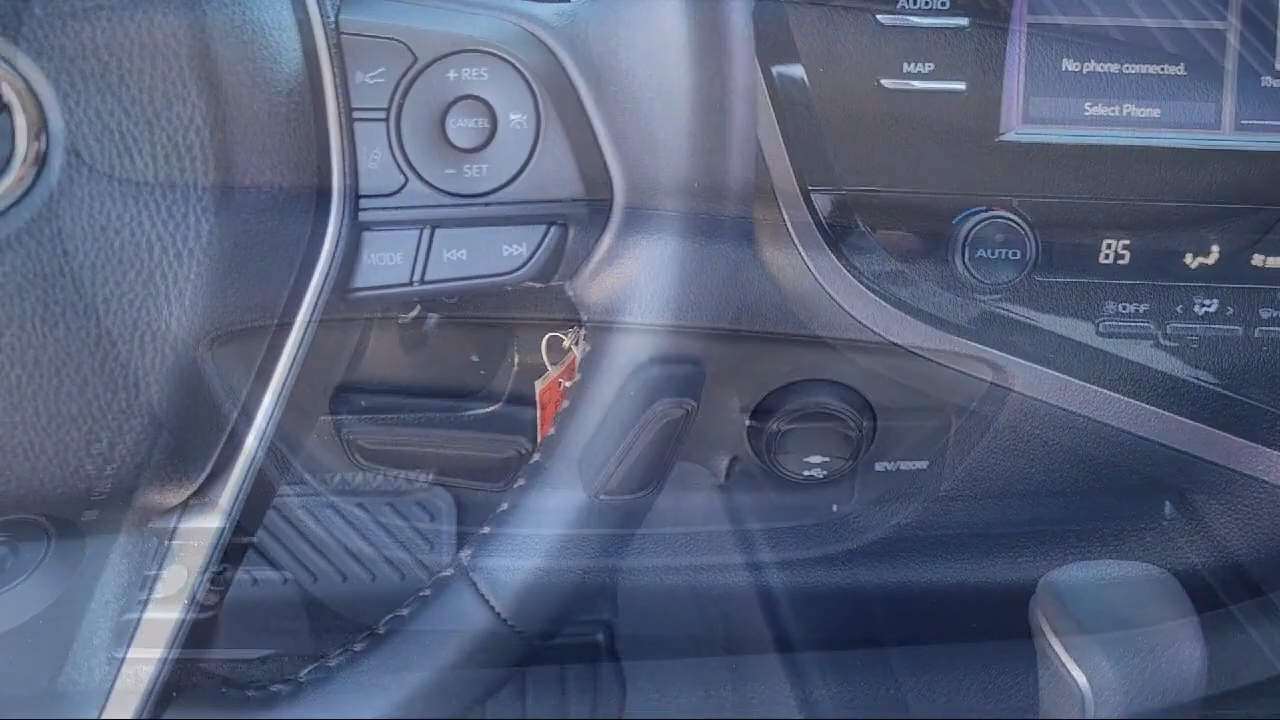 AUDIO
MAP
No phone connected.
Select Phone
+ RES
CANCEL
− SET
MODE
AUTO
85
OFF
12V/120W